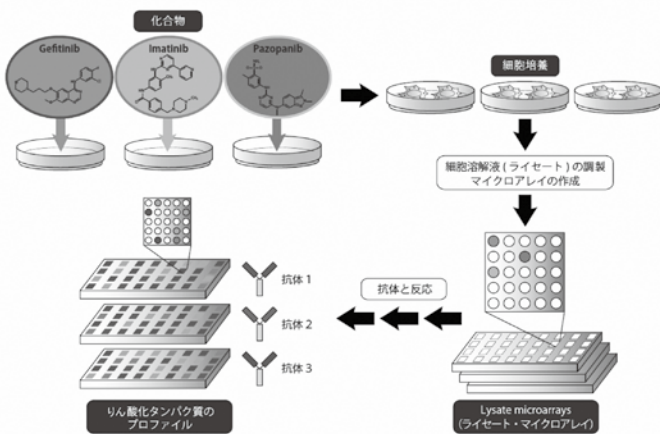 化合物
Gefitinib
Imatinib
Pazopanib
細胞培養
細胞溶解液 ( ライセート ) の調製
マイクロアレイの作成
抗体と反応
抗体 1
抗体 2
抗体 3
りん酸化タンパク質の
プロファイル
Lysate microarrays
(ライセート・マイクロアレイ)